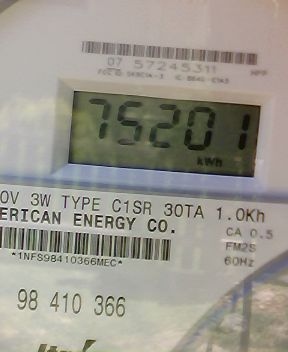 07 57245311
75201
kWh
0V 3W TYPE C1SR 30TA 1.0Kh
ERICAN ENERGY CO.
CA 0.5
FM2S
60Hz
*1NFS98410366MEC*
98 410 366